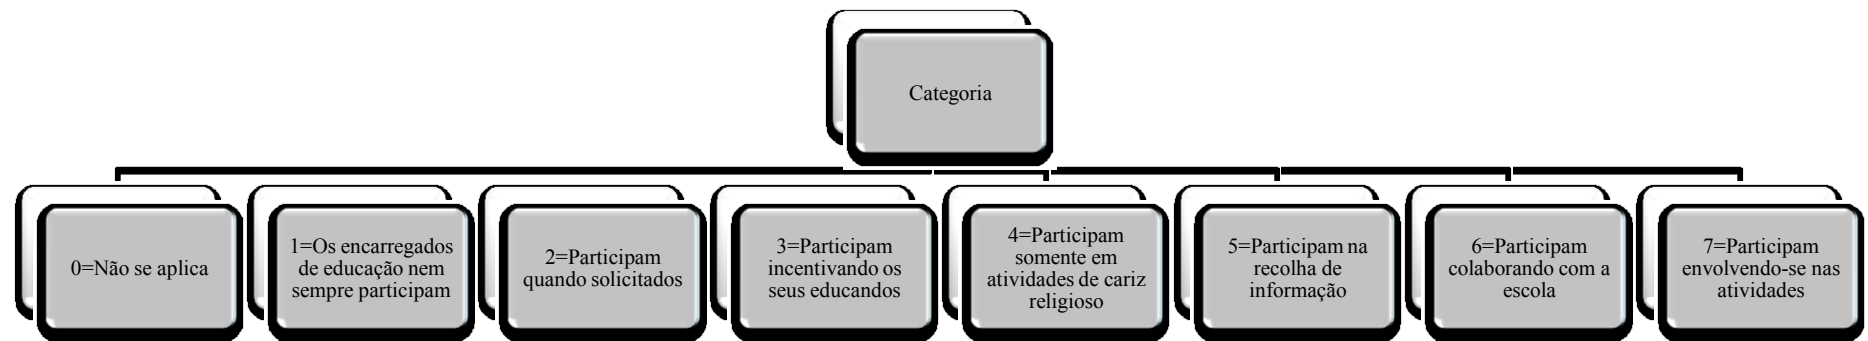 Categoria
0=Não se aplica
1=Os encarregados
de educação nem
sempre participam
2=Participam
quando solicitados
3=Participam
incentivando os
seus educandos
4=Participam
somente em
atividades de cariz
religioso
5=Participam na
recolha de
informação
6=Participam
colaborando com a
escola
7=Participam
envolvendo-se nas
atividades